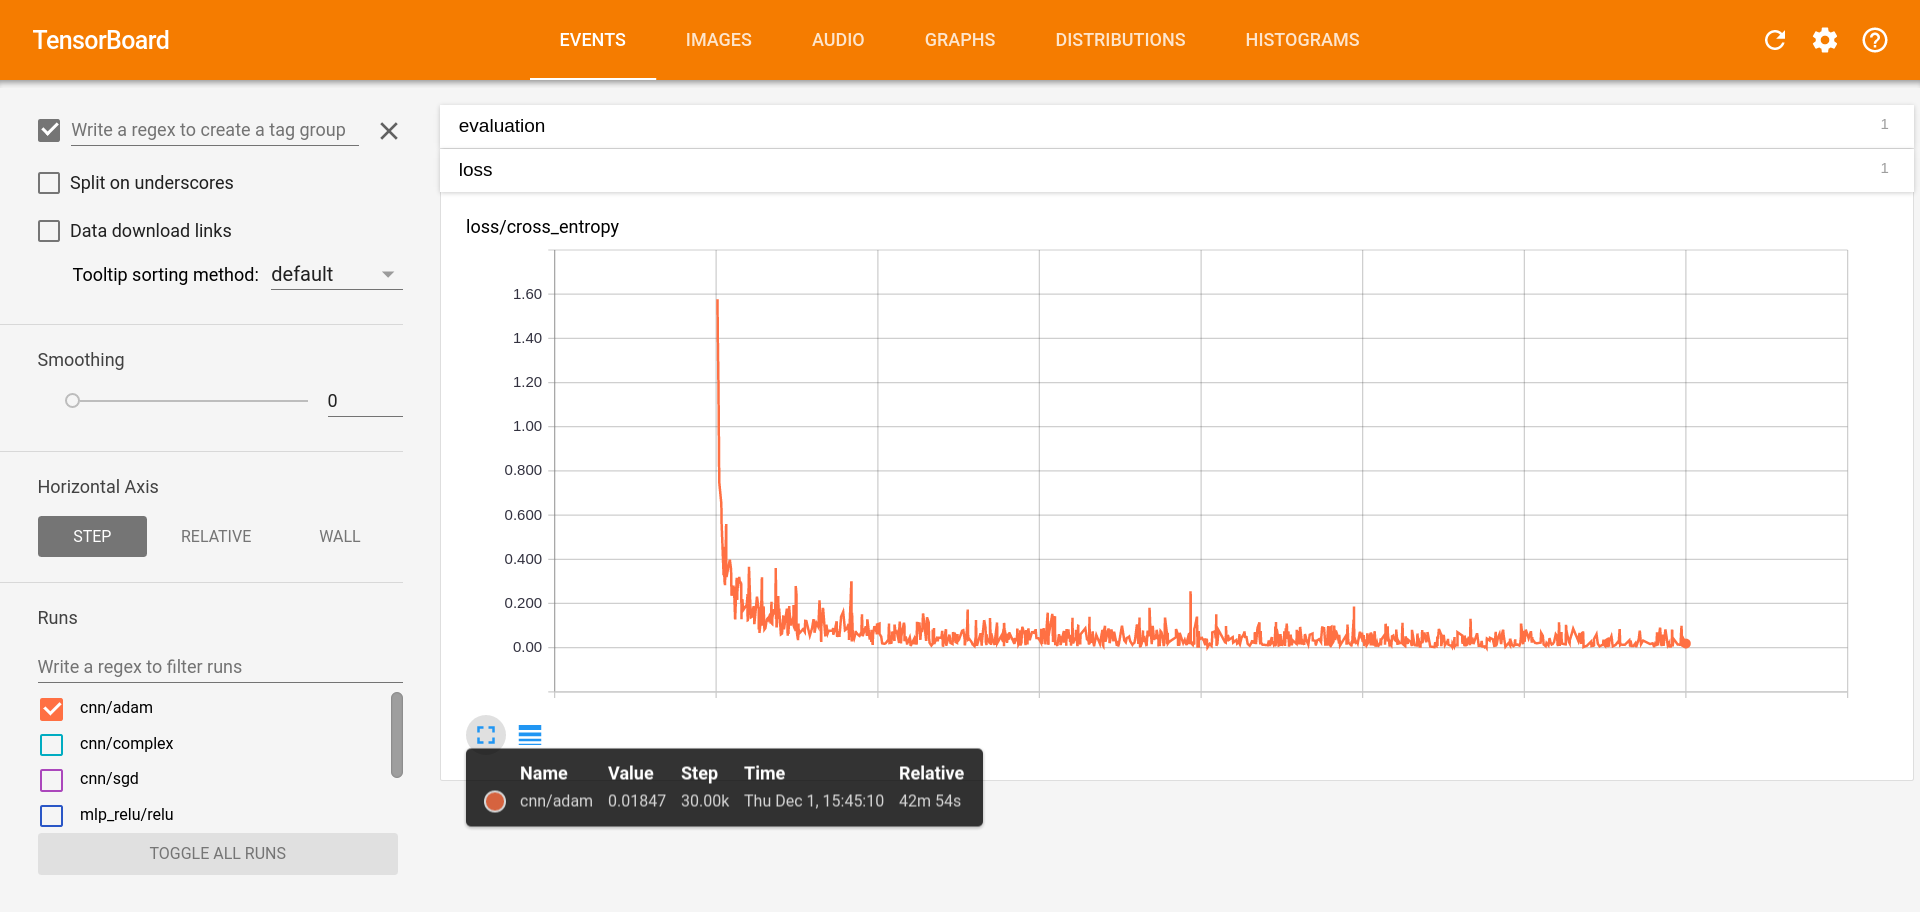 TensorBoard
EVENTS IMAGES AUDIO GRAPHS DISTRIBUTIONS HISTOGRAMS
Write a regex to create a tag group
Split on underscores
Data download links
Tooltip sorting method: default
Smoothing
0
Horizontal Axis
STEP RELATIVE WALL
Runs
Write a regex to filter runs
cnn/adam
cnn/complex
cnn/sgd
mlp_relu/relu
TOGGLE ALL RUNS
evaluation 1
loss 1
loss/cross_entropy
1.60
1.40
1.20
1.00
0.800
0.600
0.400
0.200
0.00
Name Value Step Time Relative
cnn/adam 0.01847 30.00k Thu Dec 1, 15:45:10 42m 54s